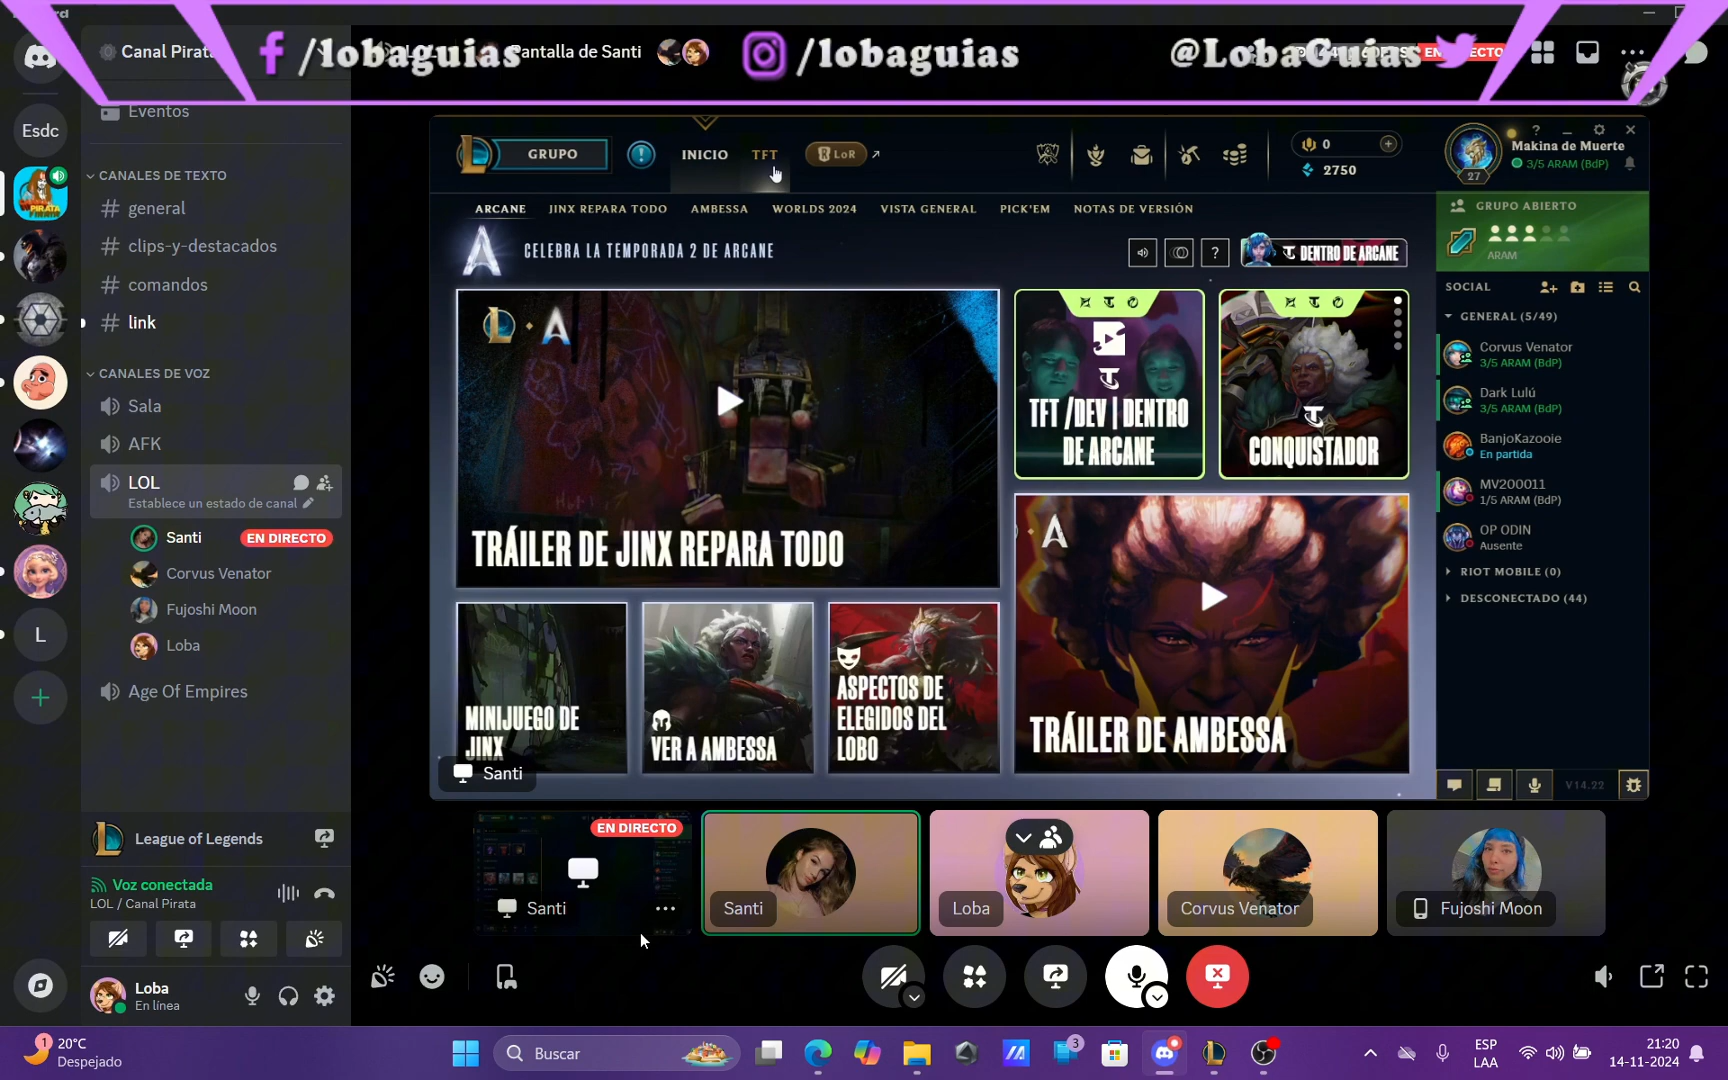 /lobaguias
/lobaguias
@LobaGuias
Canal Pirata
Pantalla de Santi
Eventos
Esdc
CANALES DE TEXTO
general
clips-y-destacados
comandos
link
CANALES DE VOZ
Sala
AFK
LOL
Establece un estado de canal
Santi
EN DIRECTO
Corvus Venator
Fujoshi Moon
Loba
L
Age Of Empires
League of Legends
Voz conectada
LOL / Canal Pirata
Loba
En línea
GRUPO
INICIO
TFT
LoR
0
2750
27
Makina de Muerte
3/5 ARAM (BdP)
ARCANE
JINX REPARA TODO
AMBESSA
WORLDS 2024
VISTA GENERAL
PICK'EM
NOTAS DE VERSIÓN
CELEBRA LA TEMPORADA 2 DE ARCANE
?
DENTRO DE ARCANE
TRÁILER DE JINX REPARA TODO
TFT /DEV | DENTRO
DE ARCANE
CONQUISTADOR
MINIJUEGO DE
JINX
VER A AMBESSA
ASPECTOS DE
ELEGIDOS DEL
LOBO
TRÁILER DE AMBESSA
Santi
GRUPO ABIERTO
ARAM
SOCIAL
GENERAL (5/49)
Corvus Venator
3/5 ARAM (BdP)
Dark Lulú
3/5 ARAM (BdP)
BanjoKazooie
En partida
MV200011
1/5 ARAM (BdP)
OP ODIN
Ausente
RIOT MOBILE (0)
DESCONECTADO (44)
V14.22
EN DIRECTO
Santi
Santi
Loba
Corvus Venator
Fujoshi Moon
1
20°C
Despejado
Buscar
3
ESP
LAA
21:20
14-11-2024